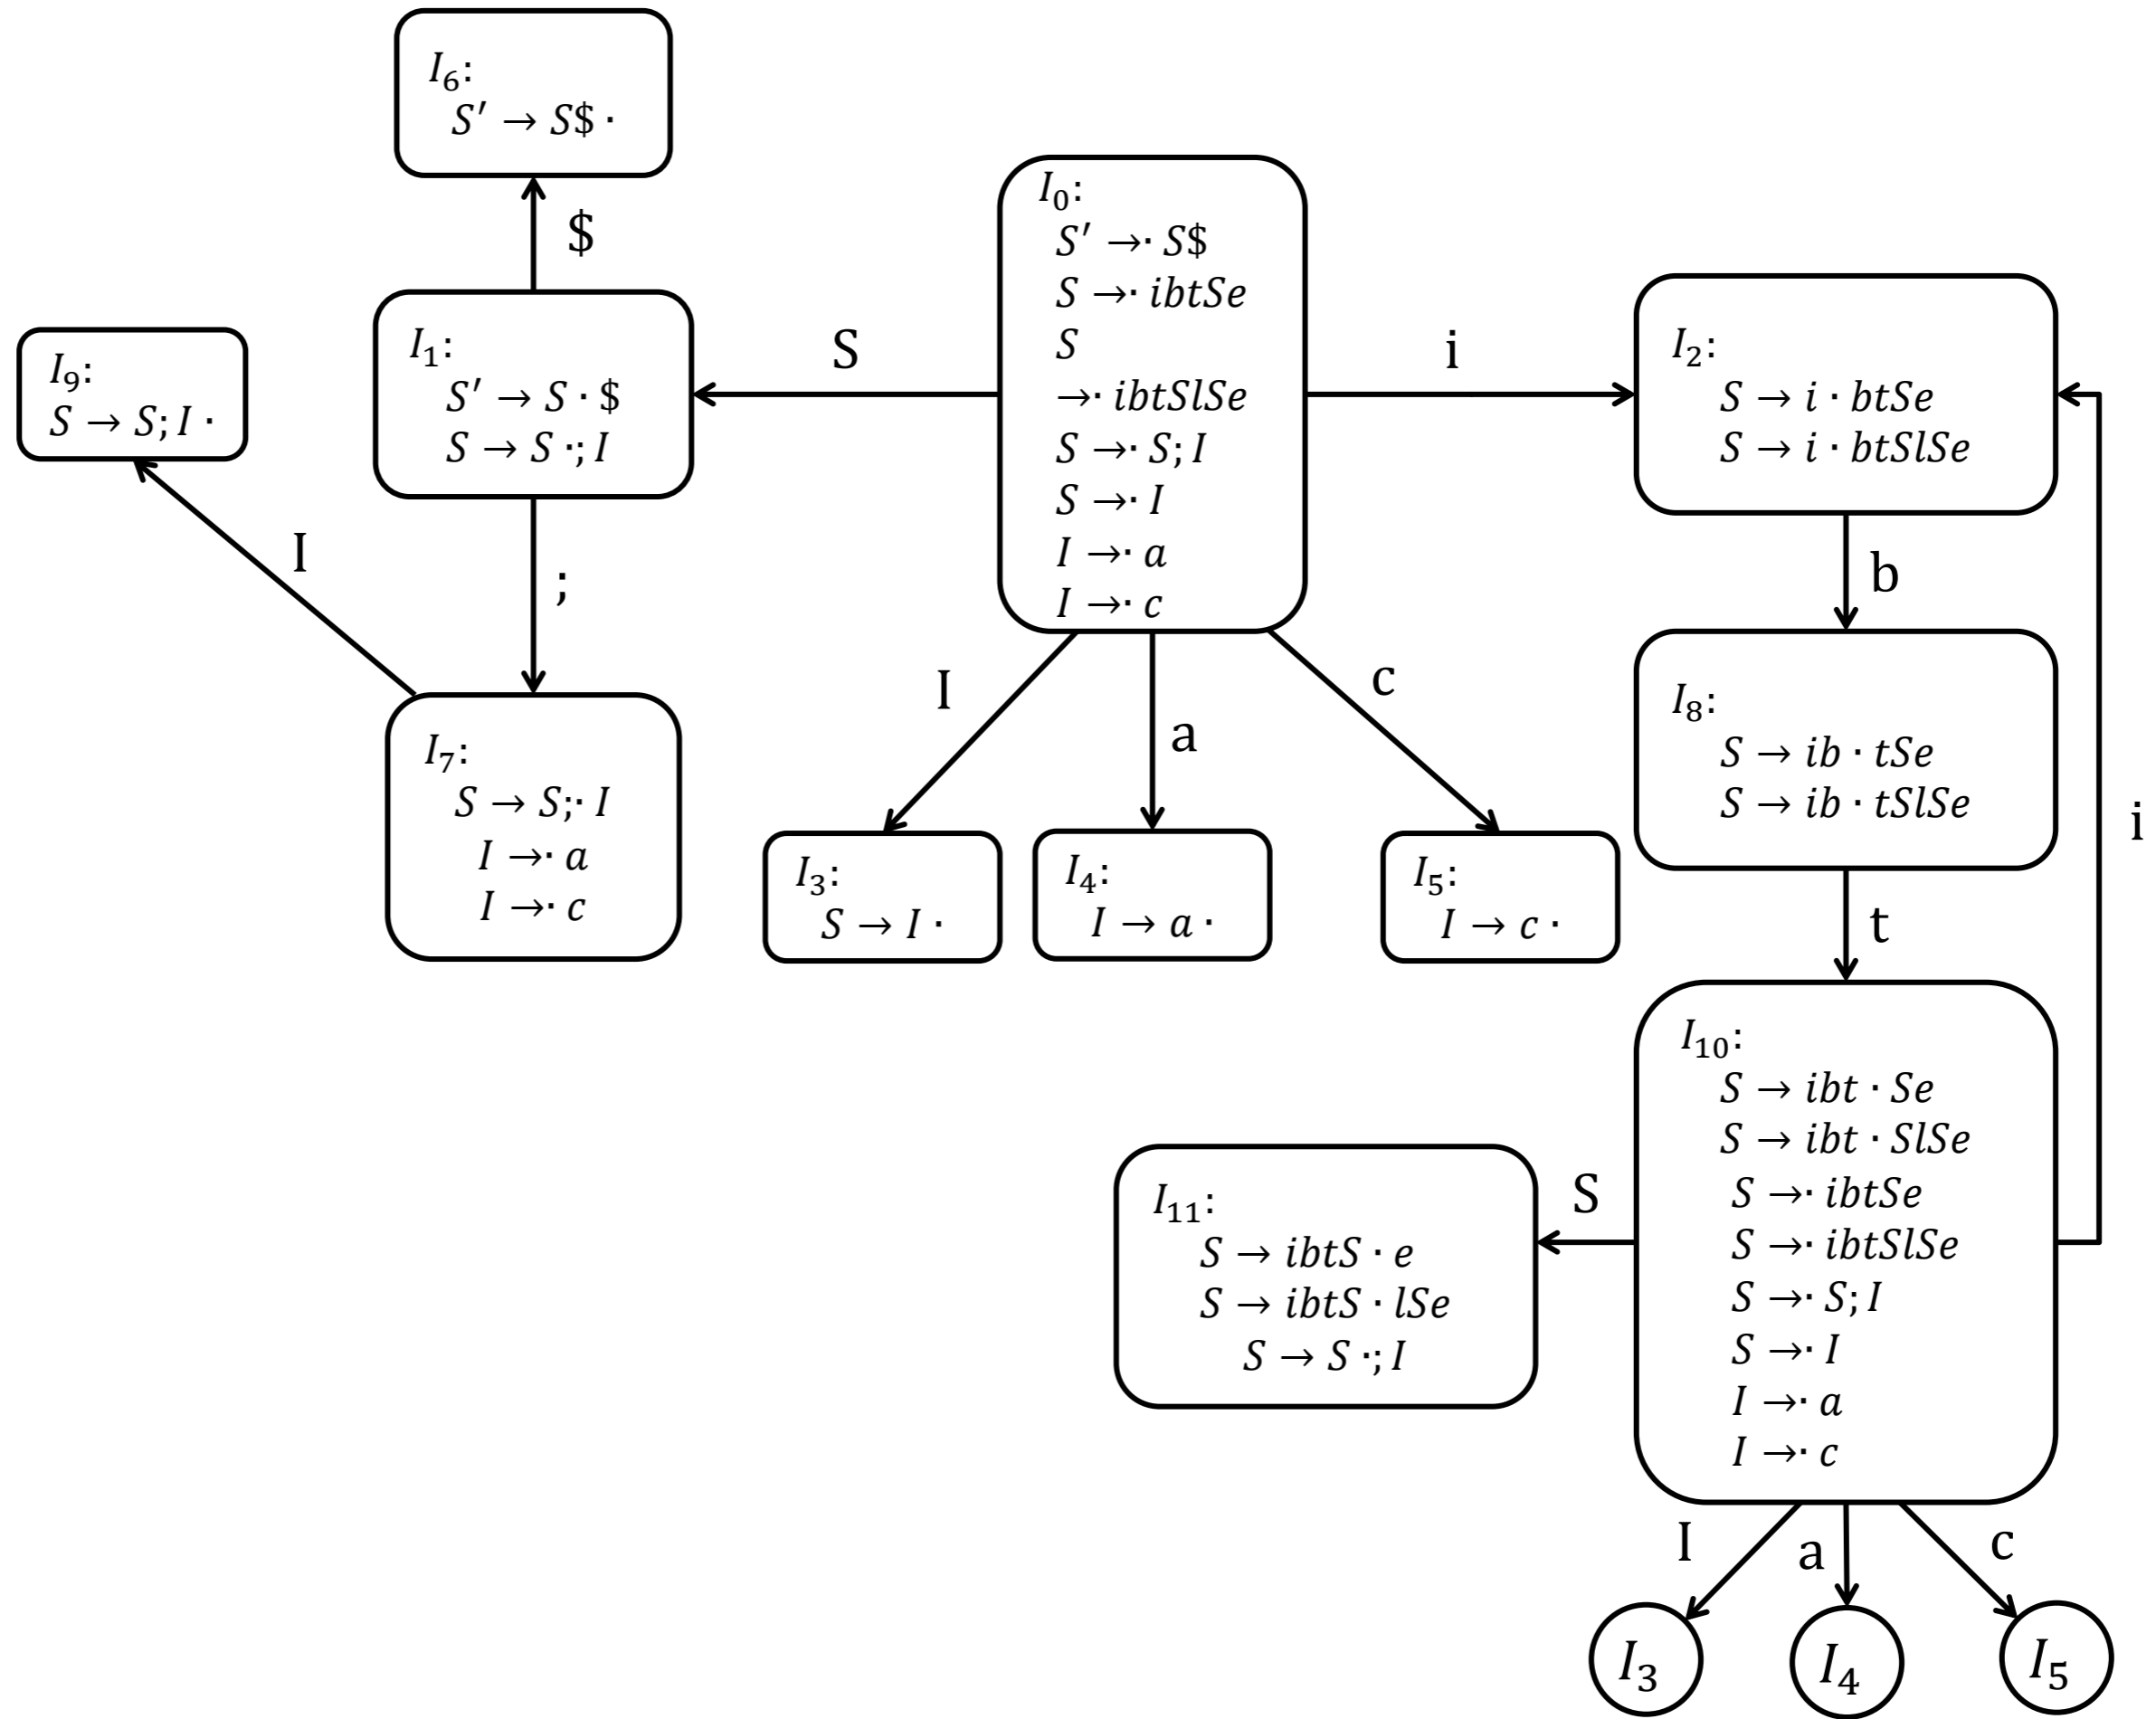 I₆:
S′ → S$ ·
$
I₀:
S′ →· S$
S →· ibtSe
S
→· ibtSlSe
S →· S; I
S →· I
I →· a
I →· c
I₁:
S′ → S · $
S → S ·; I
S
i
I₂:
S → i · btSe
S → i · btSlSe
I₉:
S → S; I ·
I
;
b
I
a
c
I₇:
S → S;· I
I →· a
I →· c
I₃:
S → I ·
I₄:
I → a ·
I₅:
I → c ·
I₈:
S → ib · tSe
S → ib · tSlSe
i
t
I₁₀:
S → ibt · Se
S → ibt · SlSe
S →· ibtSe
S →· ibtSlSe
S →· S; I
S →· I
I →· a
I →· c
S
I₁₁:
S → ibtS · e
S → ibtS · lSe
S → S ·; I
I
a
c
I₃
I₄
I₅